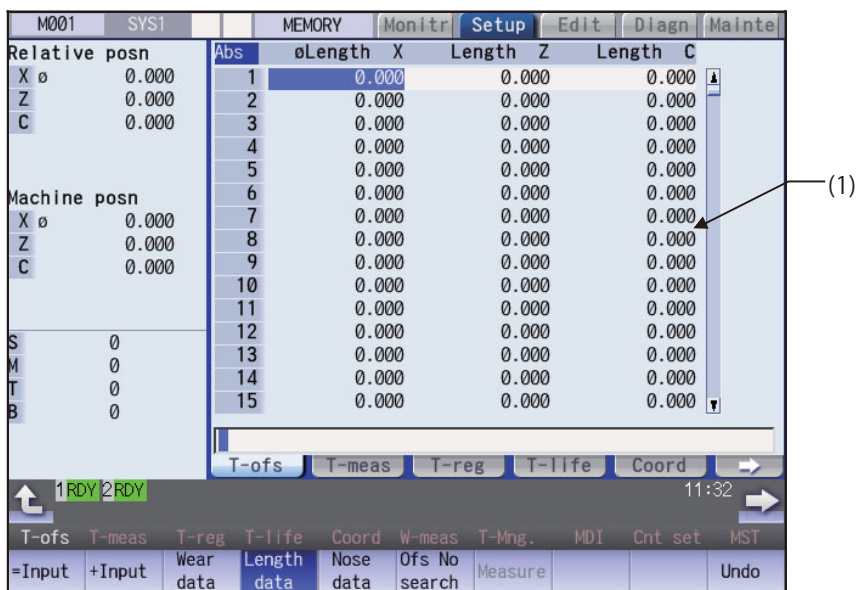 M001 SYS1 MEMORY Monitr Setup Edit Diagn Mainte
Relative posn
X ø 0.000
Z 0.000
C 0.000
Machine posn
X ø 0.000
Z 0.000
C 0.000
S 0
M 0
T 0
B 0
Abs øLength X Length Z Length C
1 0.000 0.000 0.000
2 0.000 0.000 0.000
3 0.000 0.000 0.000
4 0.000 0.000 0.000
5 0.000 0.000 0.000
6 0.000 0.000 0.000
7 0.000 0.000 0.000
8 0.000 0.000 0.000
9 0.000 0.000 0.000
10 0.000 0.000 0.000
11 0.000 0.000 0.000
12 0.000 0.000 0.000
13 0.000 0.000 0.000
14 0.000 0.000 0.000
15 0.000 0.000 0.000
(1)
T-ofs T-meas T-reg T-life Coord
1 RDY 2 RDY 11:32
T-ofs T-meas T-reg T-life Coord W-meas T-Mng. MDI Cnt set MST
=Input +Input Wear data Length data Nose data Ofs No search Measure Undo